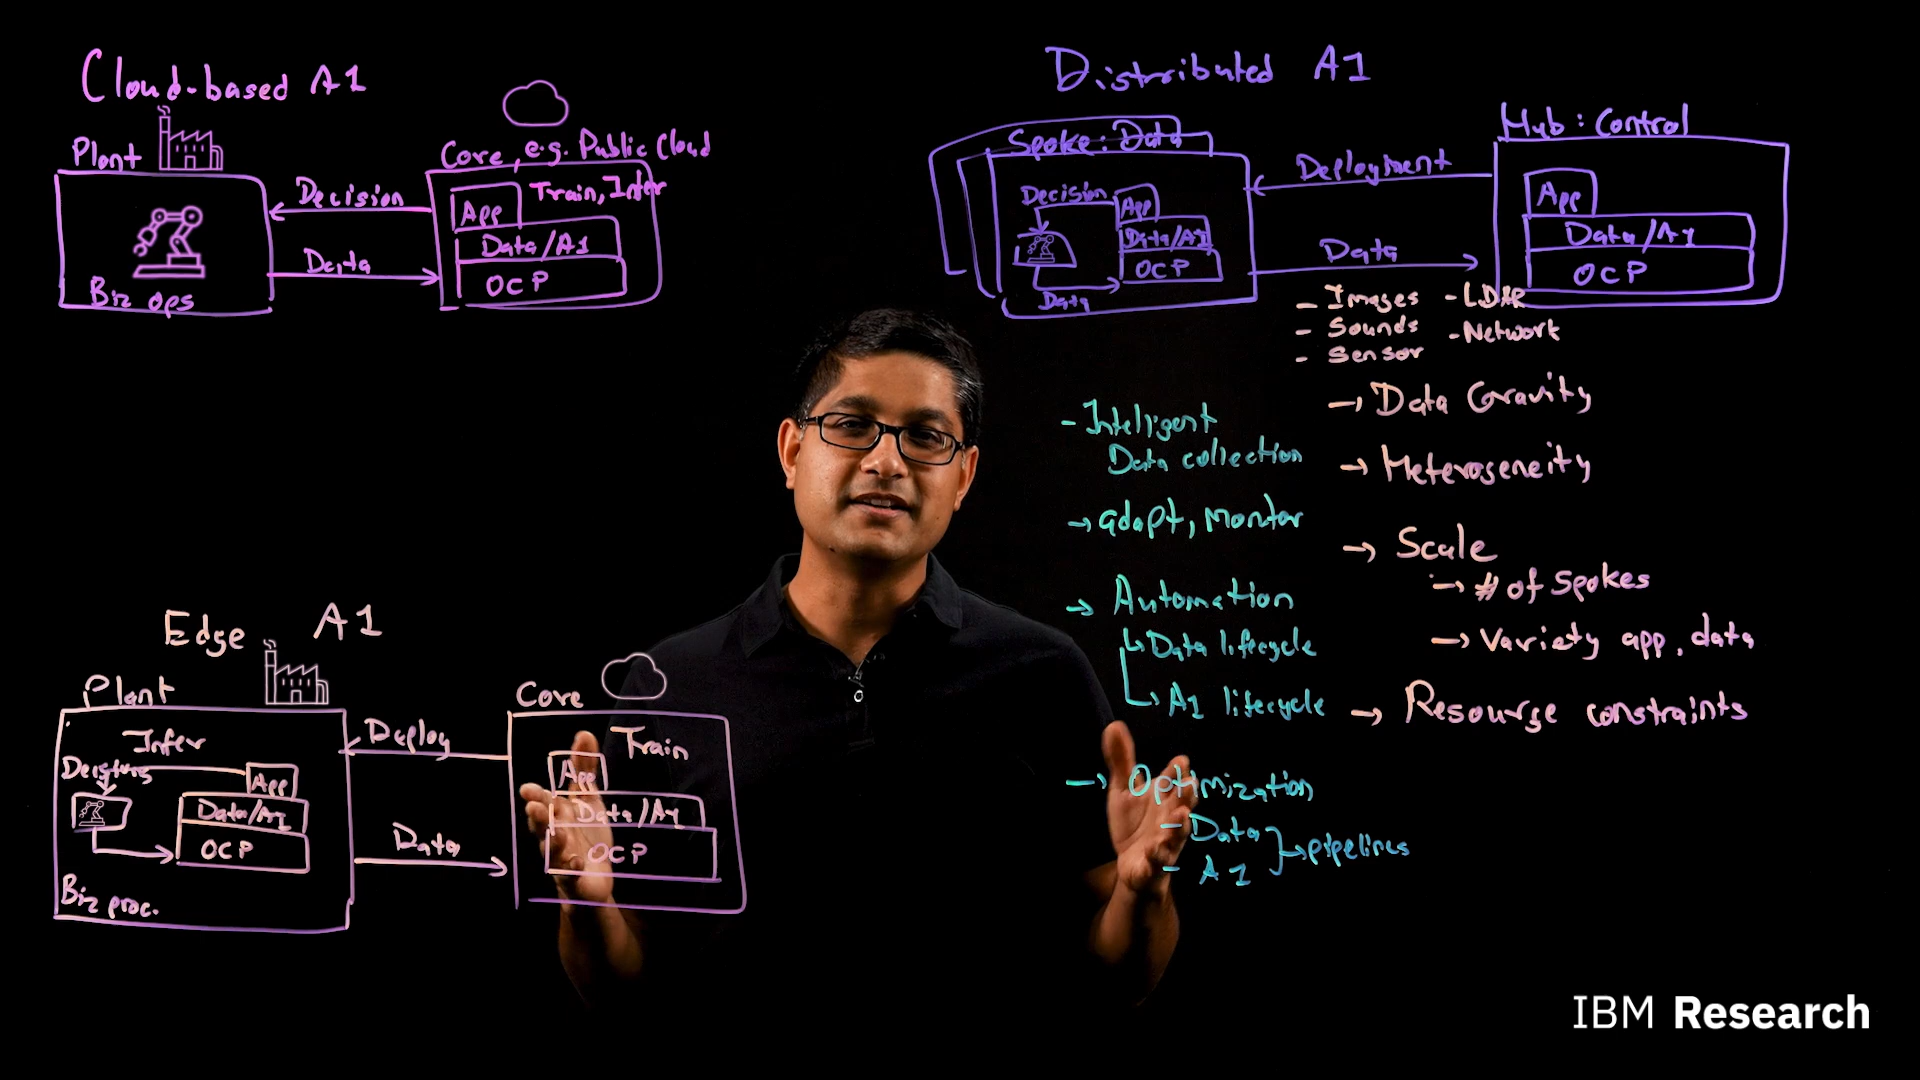 Cloud-based AI
Plant
Core, e.g. Public Cloud
Decision
Train, Infer
App
Data/AI
OCP
Data
Biz ops
Distributed AI
Spoke: Data
Hub: Control
Deployment
Decision
App
Data/AI
OCP
Data
App
Data/AI
OCP
Data
- Images - LIDAR
- Sounds - Network
- Sensor
→ Data Gravity
→ Heterogeneity
→ Scale
→ # of Spokes
→ Variety app, data
→ Resource constraints
- Intelligent
Data collection
→ adapt, monitor
→ Automation
↳ Data lifecycle
↳ AI lifecycle
→ Optimization
- Data
- AI
→ pipelines
Edge AI
Plant
Core
Infer
Deploy
Train
Decisions
App
Data/AI
OCP
App
Data/AI
OCP
Data
Biz proc.
IBM Research